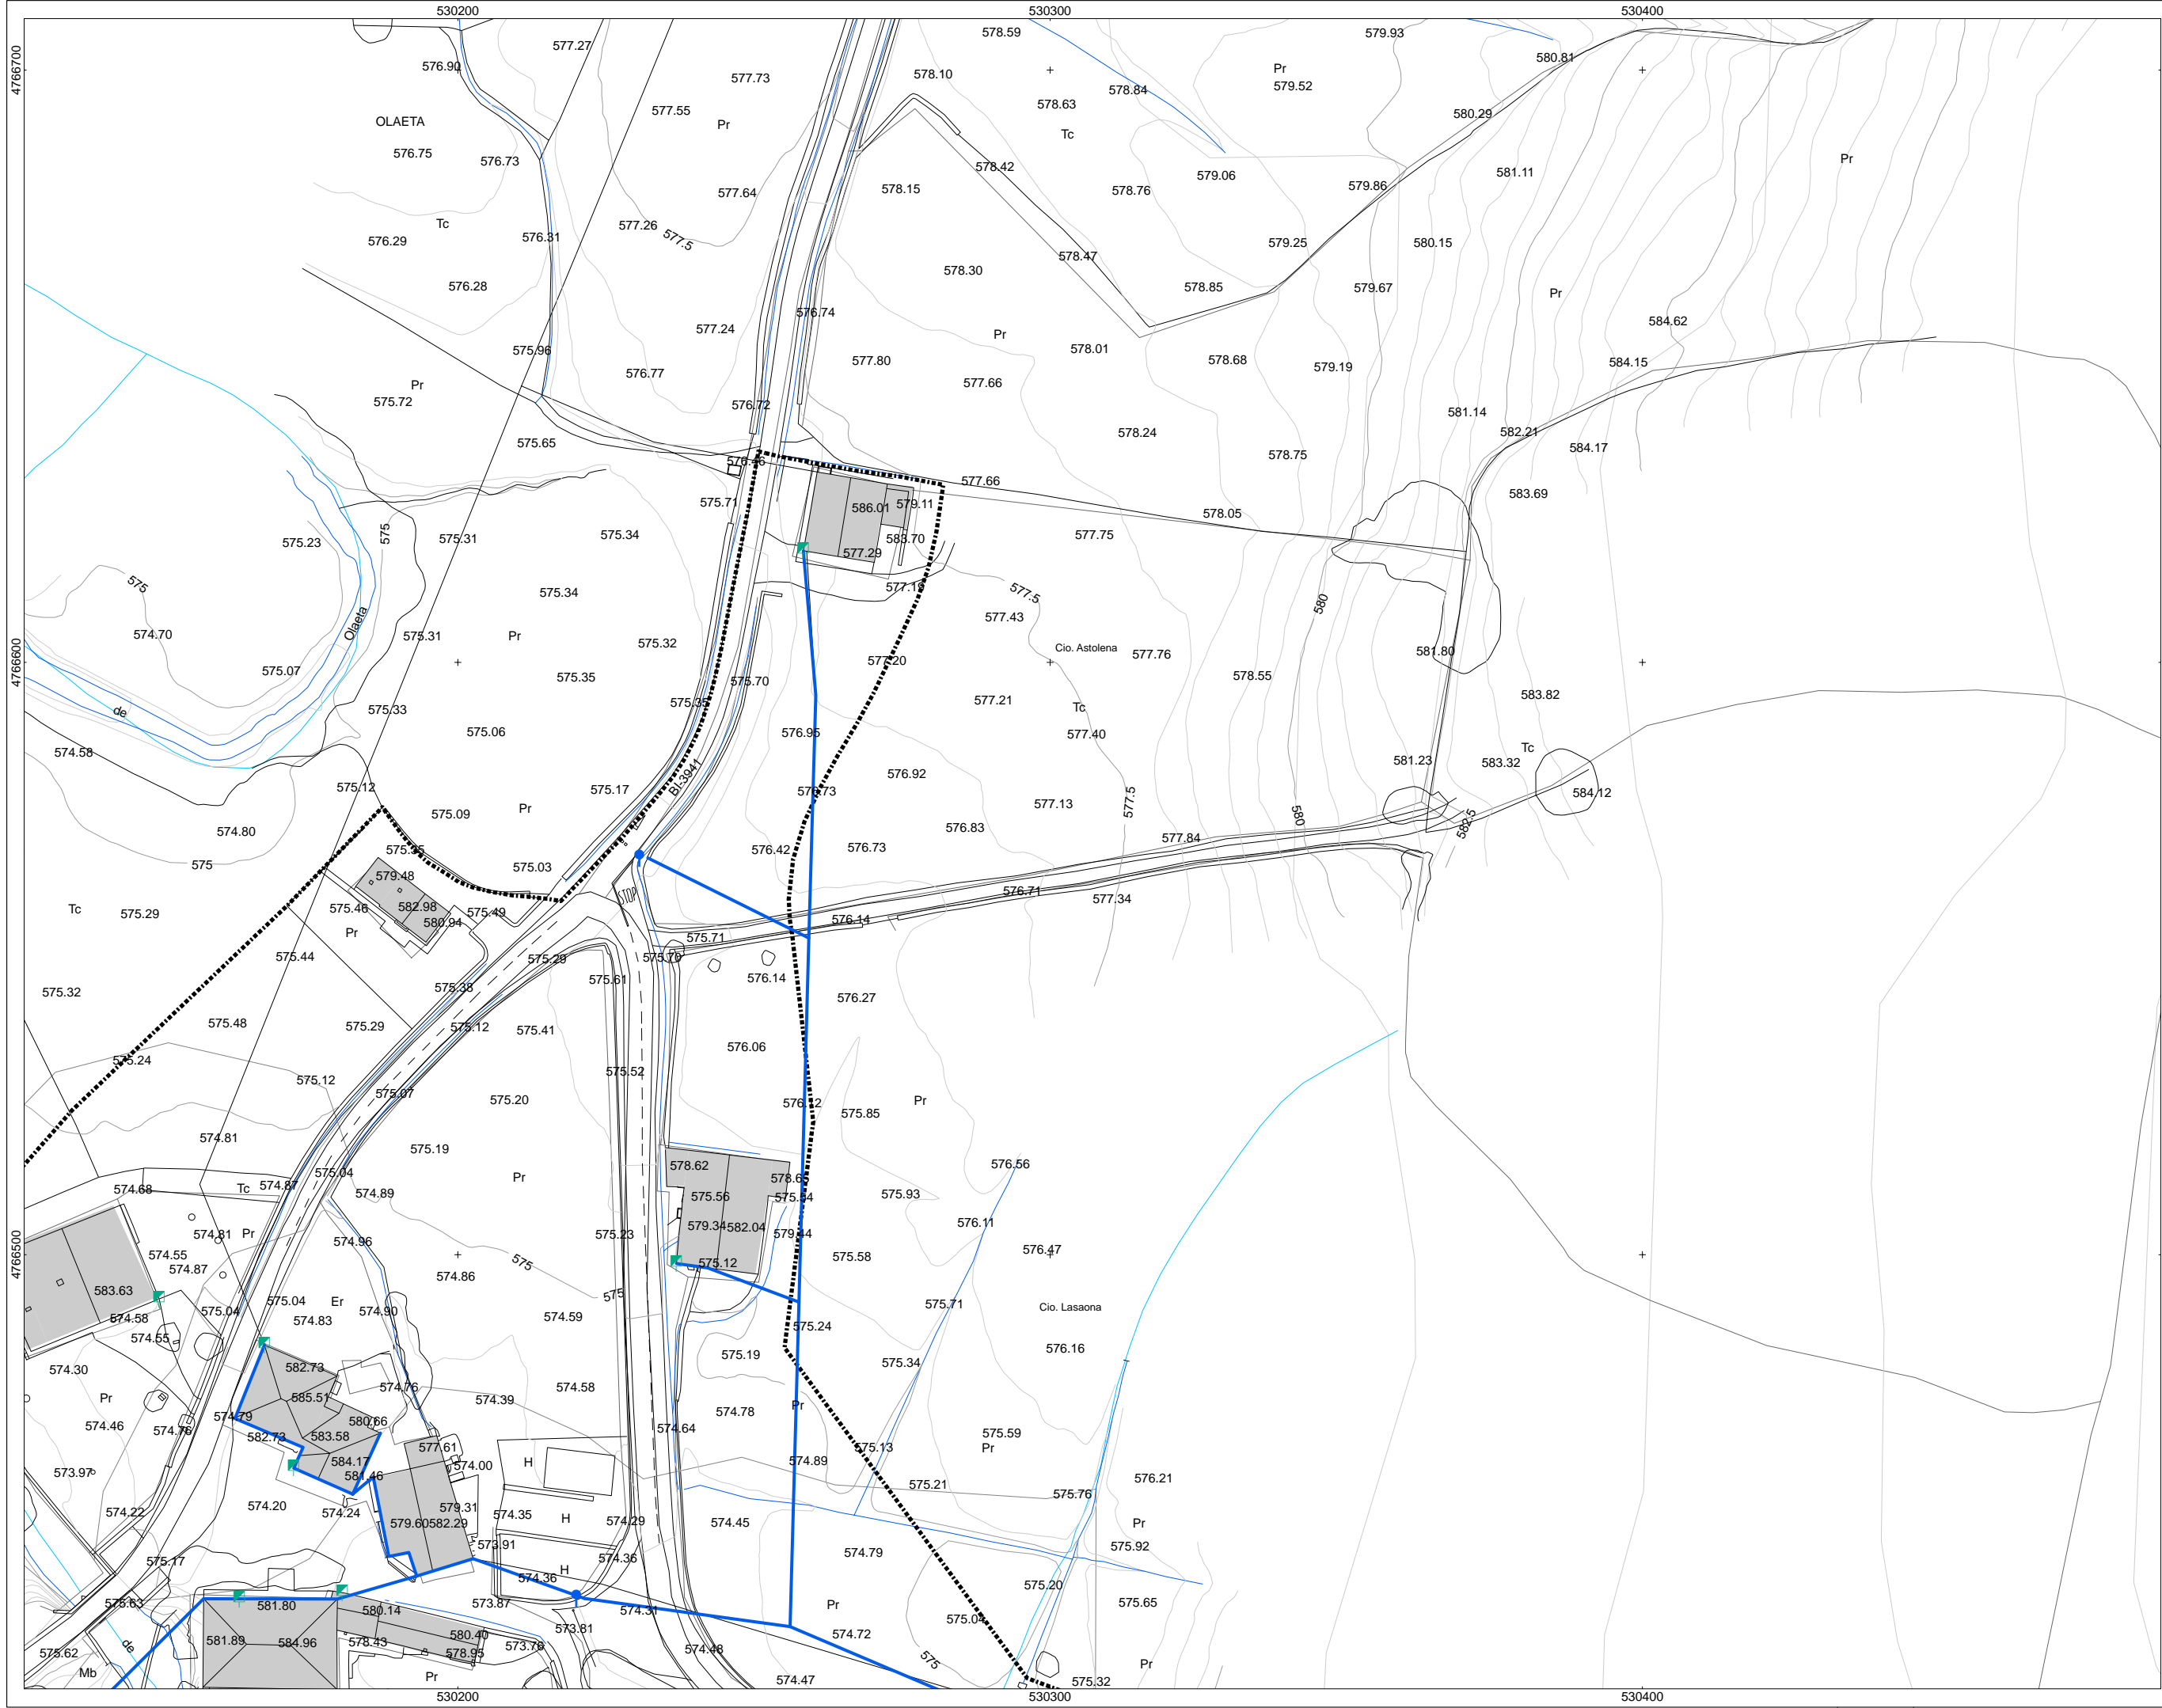 530200 530300 530400
4766700
4766600
4766500
578.59 579.93
577.27
576.90 577.73 578.10 580.81
Pr
578.84 579.52
577.55 578.63 580.29
OLAETA Pr
Tc
576.75 576.73 578.42 Pr
577.64 578.15 578.76 579.06 579.86 581.11
Tc 577.26
576.29 576.31 577.5 579.25 580.15
578.47
578.30
576.28 578.85 579.67 Pr
576.74
577.24 Pr 584.62
575.96 577.80 578.01 578.68 579.19 584.15
576.77
Pr 577.66
575.72 576.72 581.14
575.65 578.24 582.21
578.75 584.17
576.46
577.66
575.71 586.01 579.11 578.05 583.69
575.23 575 575.31 575.34 583.70 577.75
577.29
575 575.34 577.19 577.5 580
577.43
574.70 Olaeta 575.31 Pr 575.32 Cio. Astolena
577.20 577.76 581.80
575.07 575.35 575.70 578.55
575.33 575.35 577.21 Tc 583.82
de
574.58 575.06 576.95 577.40 Tc
BI-3941 576.92 581.23 583.32
575.12 575.17 576.73 577.13 577.5 580 584.12
574.80 575.09 Pr 576.83 577.84 582.5
575 575.35 575.03 576.42 576.73
579.48
Tc 575.29 575.46 582.98 575.49 STOP 576.71 577.34
580.94 576.14
Pr 575.71
575.44 575.29 575.70
575.32 575.38 575.61 576.14 576.27
575.48 575.29 575.12 575.41
575.24 576.06
575.12 575.07 575.52
575.20 576.12 575.85 Pr
574.81 575.19
575.04 578.62 576.56
574.68 Tc 574.87 574.89 Pr 578.65
575.56 575.54 575.93
574.81 Pr 574.96 575.23 579.34 582.04 579.44 576.11
574.55 575 575.12 575.58 576.47
574.87 574.86
583.63 575.04 575.04 Er 574.90 575 575.71 Cio. Lasaona
574.58 574.83 574.59 575.24
574.55 575.19 575.34 576.16
574.30 582.73 574.76 574.58
Pr 585.51 574.39 Pr
574.46 574.76 574.79 580.66 574.78
582.73 583.58 577.61 574.64 575.13 575.59
Pr
573.97 584.17 574.00 H 574.89
581.46 575.21 576.21
574.22 574.20 574.24 579.31 574.35 575.76
579.60 582.29 H 574.29 574.45 Pr
573.91 575.92
575.17 574.36 574.79
H
574.36 575.20
575.63 581.80 580.14 573.87 574.31 Pr 575.65
575.04
573.81
581.89 584.96 578.43 580.40 573.76 574.48 574.72
de
575.62 578.95 575
Mb Pr 574.47 575.32 Pr
530200 530300 530400